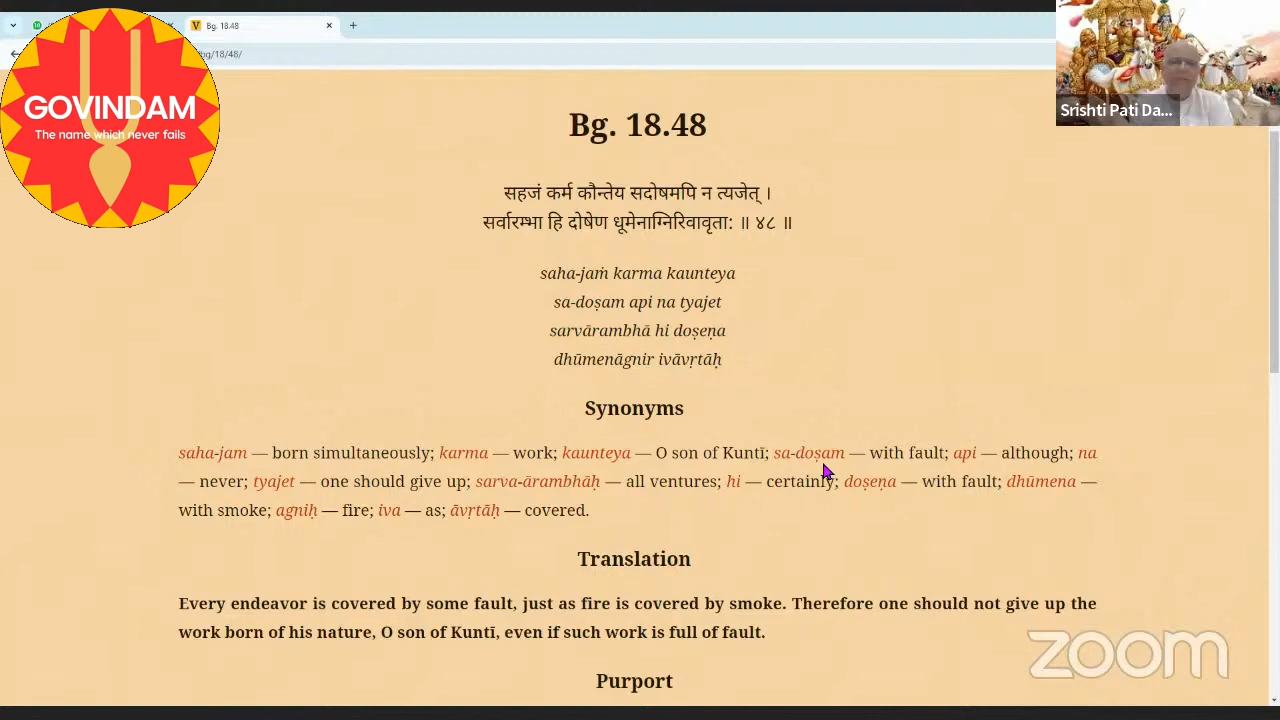 Bg. 18.48
bg/18/48/
GOVINDAM
The name which never fails
Srishti Pati Da...
Bg. 18.48
सहजं कर्म कौन्तेय सदोषमपि न त्यजेत् ।
सर्वारम्भा हि दोषेण धूमेनाग्निरिवावृता: ॥ ४८ ॥
saha-jaṁ karma kaunteya
sa-doṣam api na tyajet
sarvārambhā hi doṣeṇa
dhūmenāgnir ivāvṛtāḥ
Synonyms
saha-jam — born simultaneously; karma — work; kaunteya — O son of Kuntī; sa-doṣam — with fault; api — although; na
— never; tyajet — one should give up; sarva-ārambhāḥ — all ventures; hi — certainly; doṣeṇa — with fault; dhūmena —
with smoke; agniḥ — fire; iva — as; āvṛtāḥ — covered.
Translation
Every endeavor is covered by some fault, just as fire is covered by smoke. Therefore one should not give up the
work born of his nature, O son of Kuntī, even if such work is full of fault.
Purport
zoom